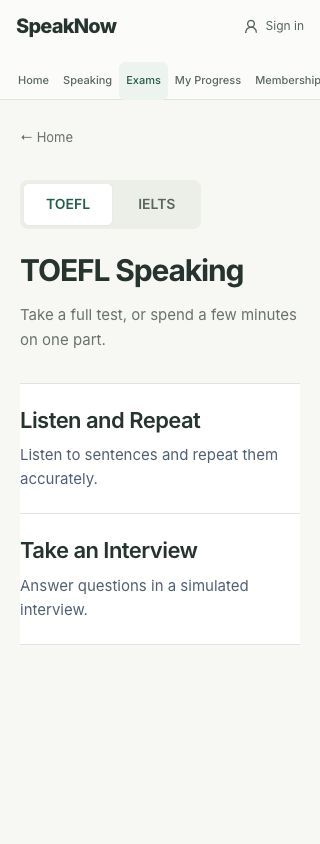 SpeakNow
Sign in
Home
Speaking
Exams
My Progress
Membership
← Home
TOEFL
IELTS
TOEFL Speaking
Take a full test, or spend a few minutes
on one part.
Listen and Repeat
Listen to sentences and repeat them
accurately.
Take an Interview
Answer questions in a simulated
interview.